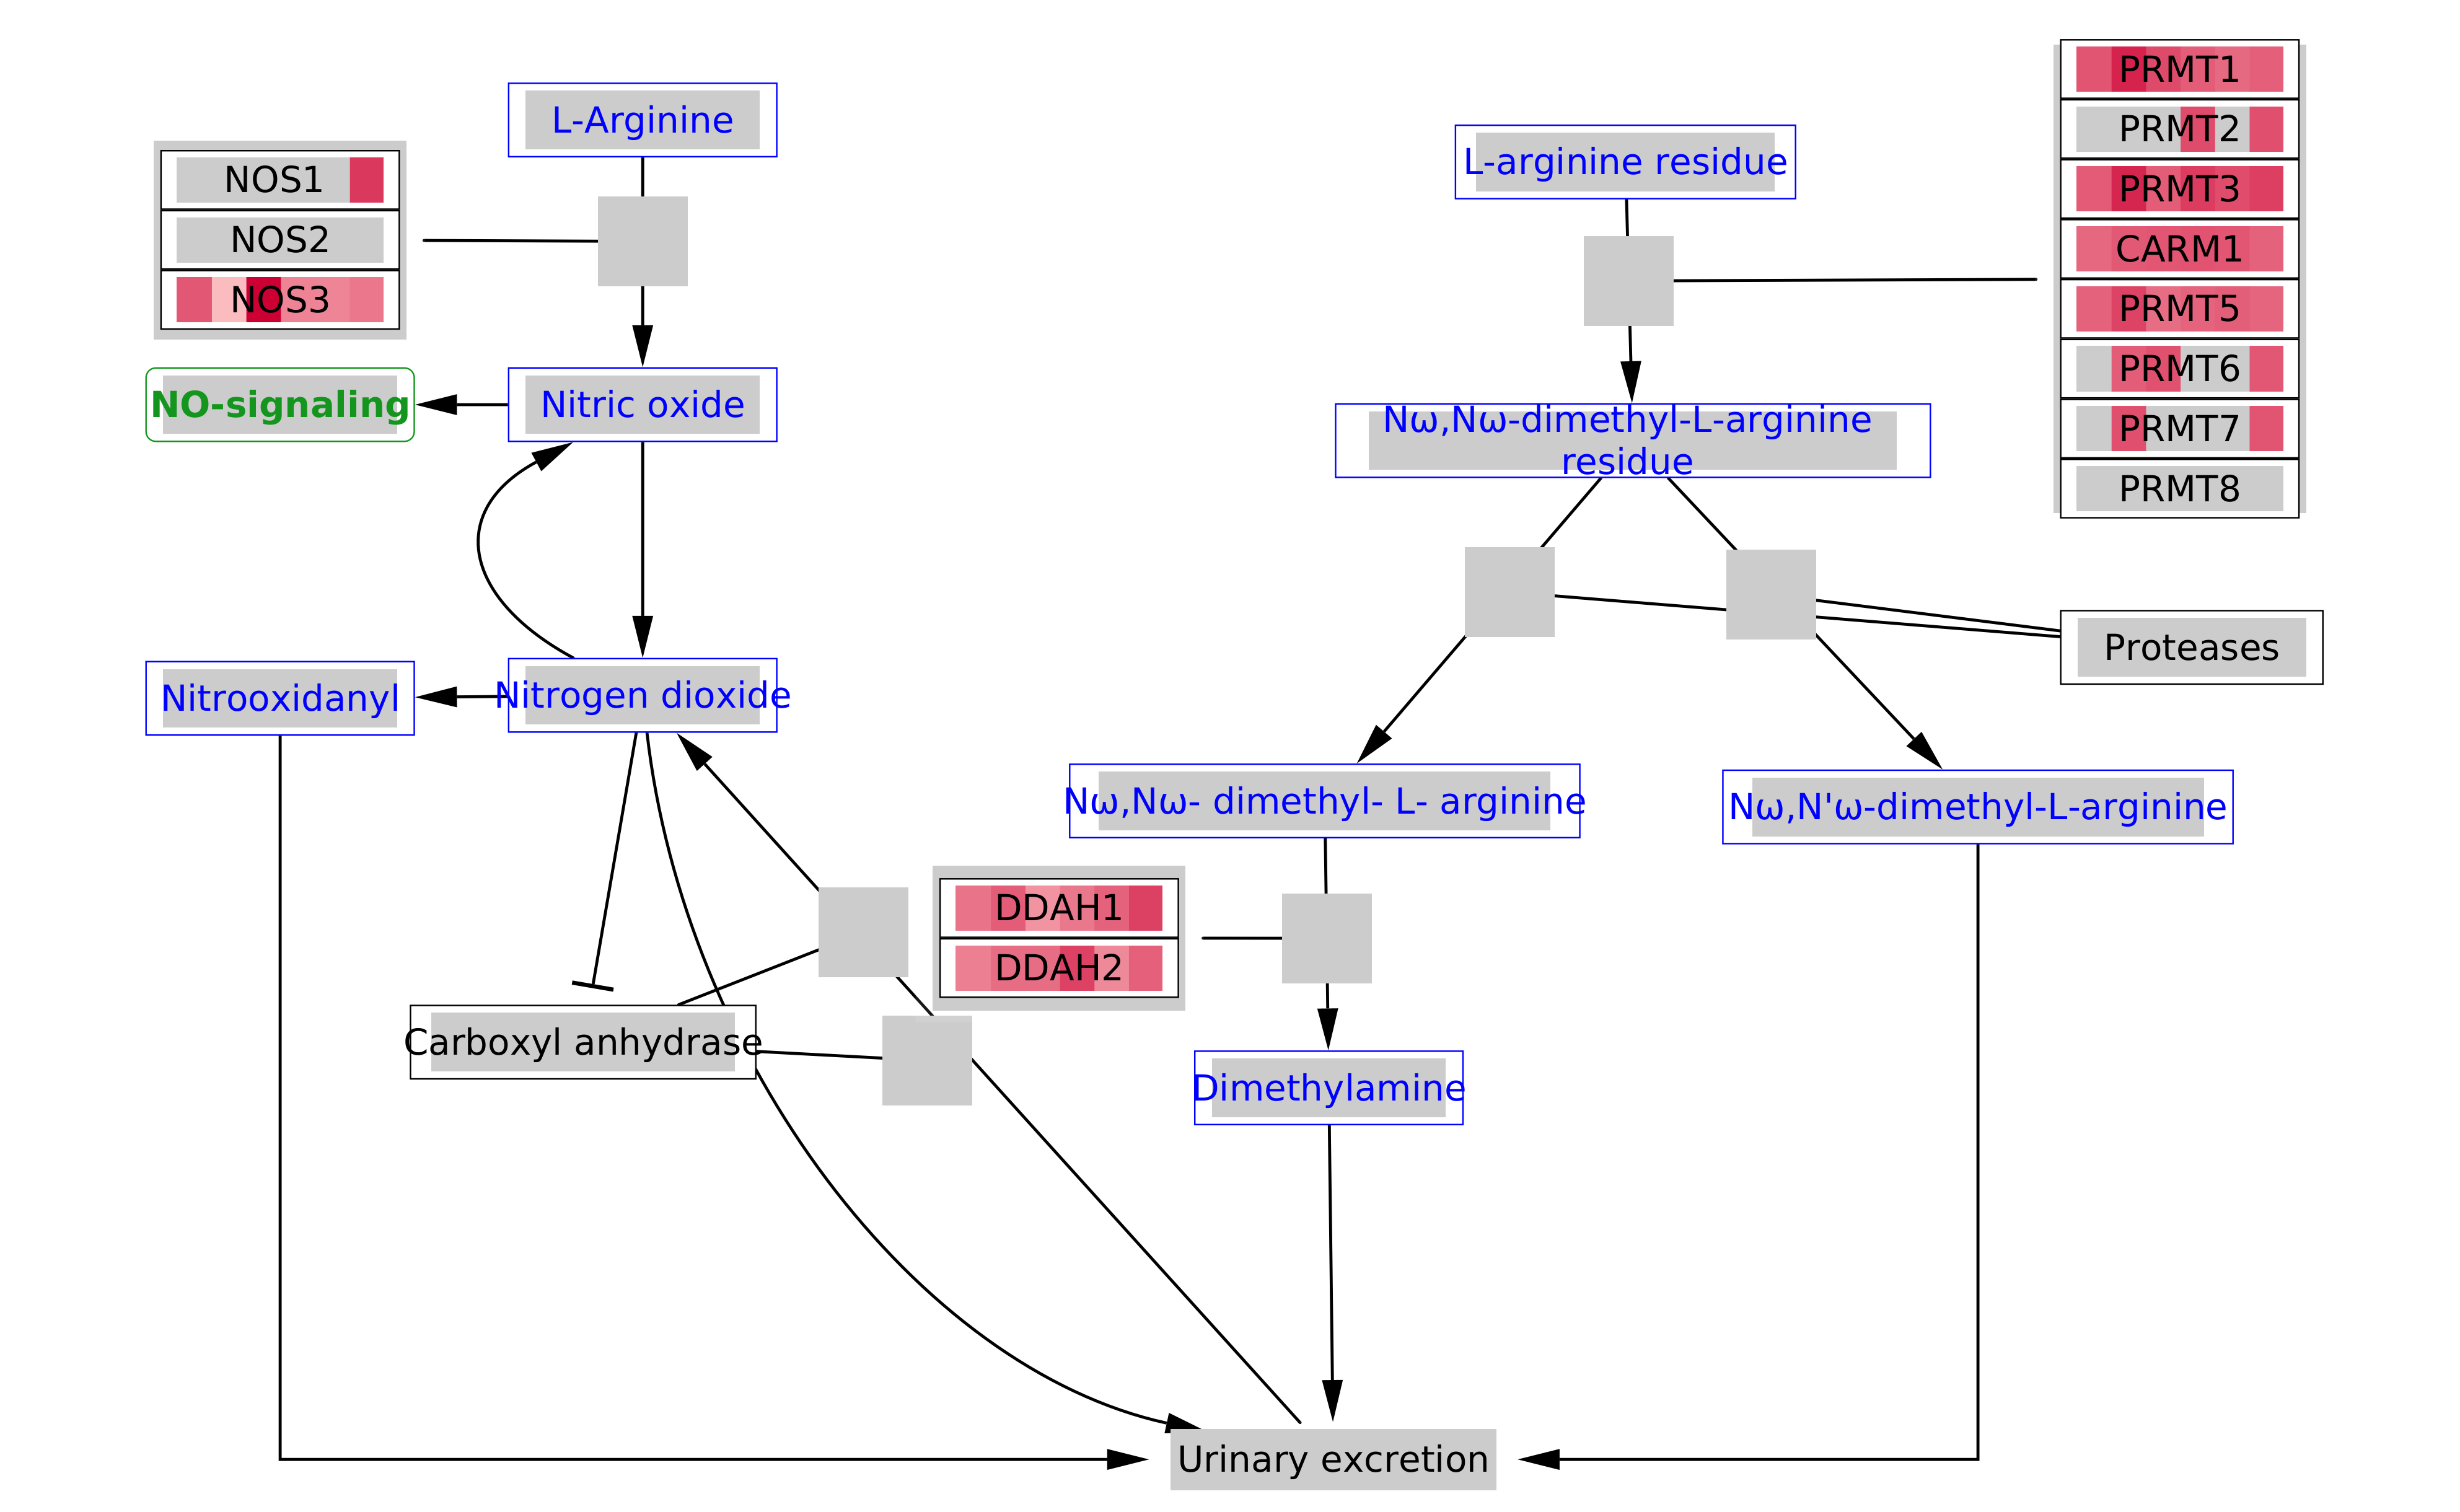 L-Arginine
NOS1
NOS2
NOS3
NO-signaling
Nitric oxide
Nitrooxidanyl
Nitrogen dioxide
Carboxyl anhydrase
L-arginine residue
PRMT1
PRMT2
PRMT3
CARM1
PRMT5
PRMT6
PRMT7
PRMT8
Nω,Nω-dimethyl-L-arginine
residue
Proteases
Nω,Nω- dimethyl- L- arginine
Nω,N'ω-dimethyl-L-arginine
DDAH1
DDAH2
Dimethylamine
Urinary excretion